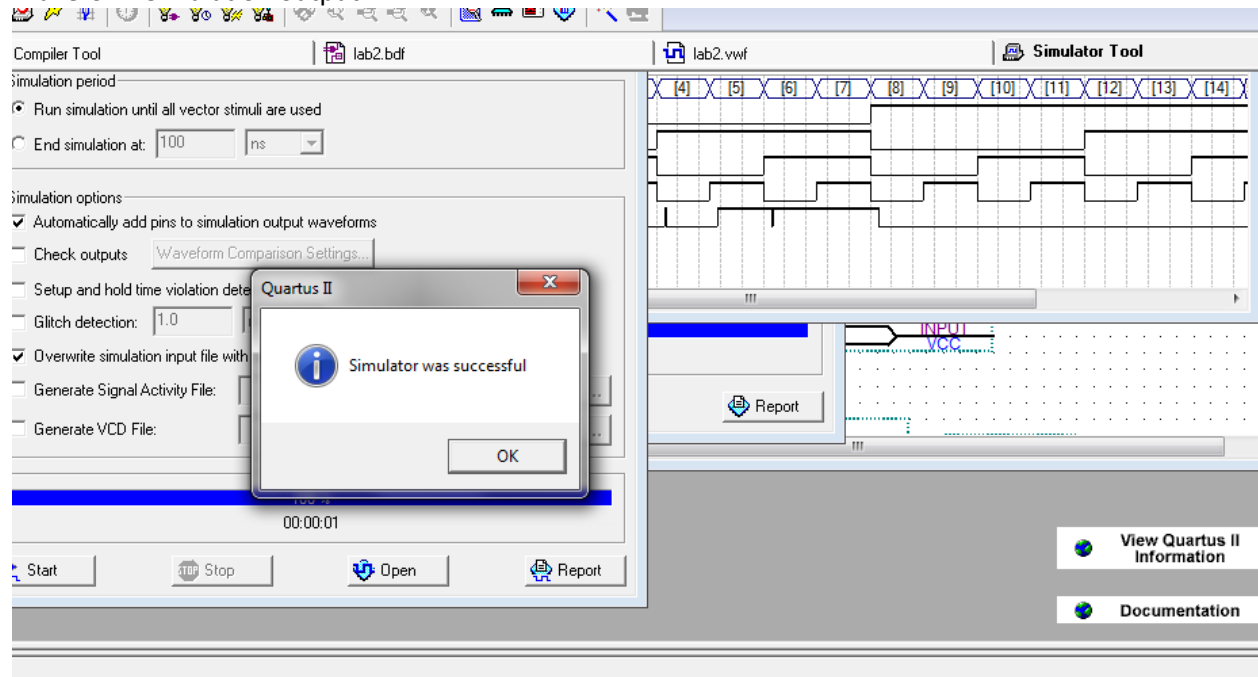 Compiler Tool
lab2.bdf
lab2.vwf
Simulator Tool
Simulation period
Run simulation until all vector stimuli are used
End simulation at: 100 ns
[4] [5] [6] [7] [8] [9] [10] [11] [12] [13] [14]
Simulation options
Automatically add pins to simulation output waveforms
Check outputs Waveform Comparison Settings...
Setup and hold time violation dete
Glitch detection: 1.0
Overwrite simulation input file with
Generate Signal Activity File:
Generate VCD File:
Quartus II
Simulator was successful
OK
INPUT
VCC
Report
100 %
00:00:01
Start
Stop
Open
Report
View Quartus II
Information
Documentation